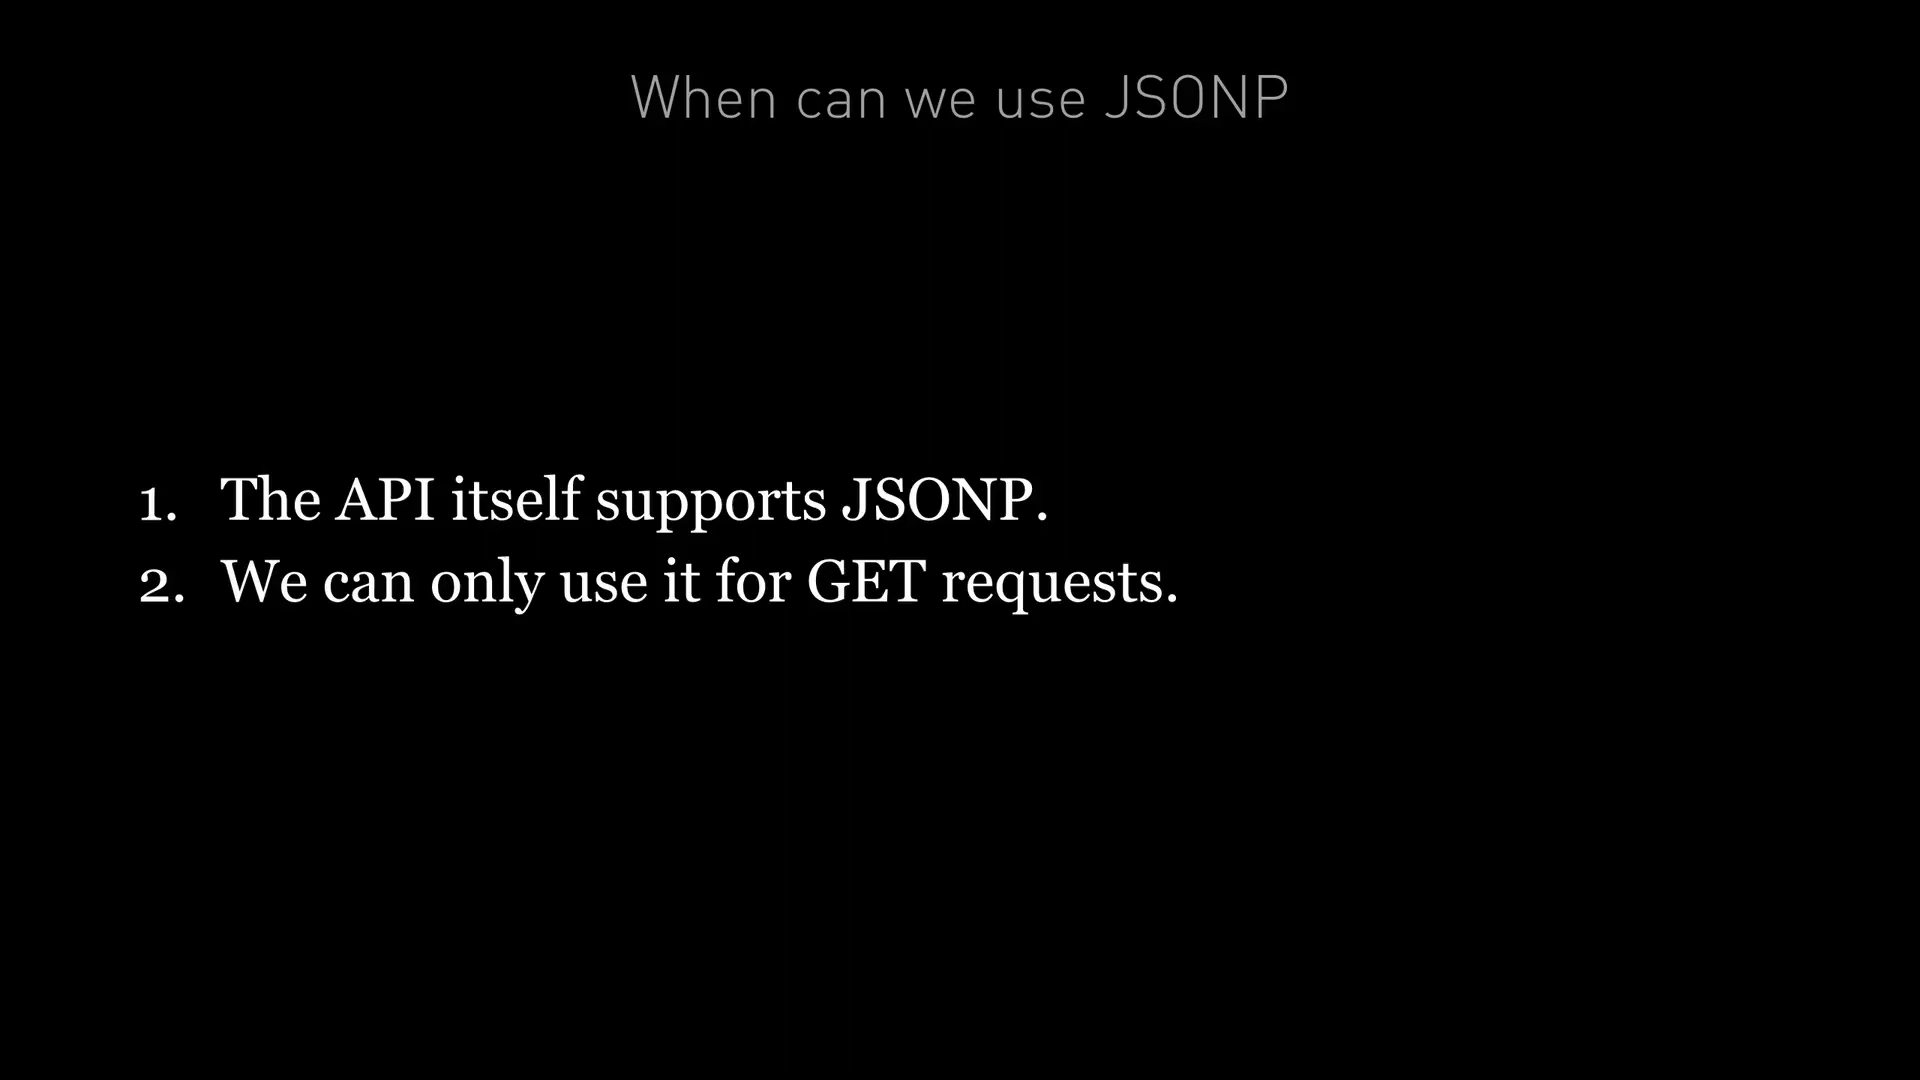 When can we use JSONP
1. The API itself supports JSONP.
2. We can only use it for GET requests.